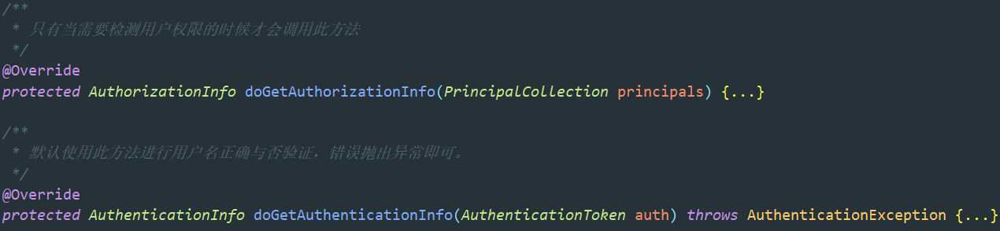 /**
 * 只有当需要检测用户权限的时候才会调用此方法
 */
@Override
protected AuthorizationInfo doGetAuthorizationInfo(PrincipalCollection principals) {...}
/**
 * 默认使用此方法进行用户名正确与否验证，错误抛出异常即可。
 */
@Override
protected AuthenticationInfo doGetAuthenticationInfo(AuthenticationToken auth) throws AuthenticationException {...}